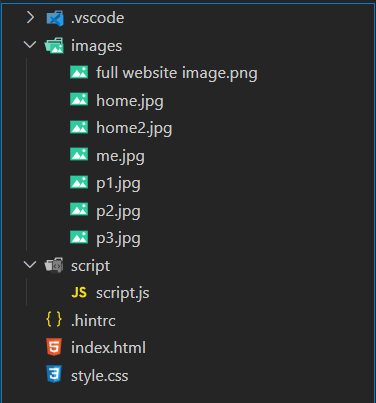 .vscode
images
full website image.png
home.jpg
home2.jpg
me.jpg
p1.jpg
p2.jpg
p3.jpg
script
JS script.js
.hintrc
index.html
style.css